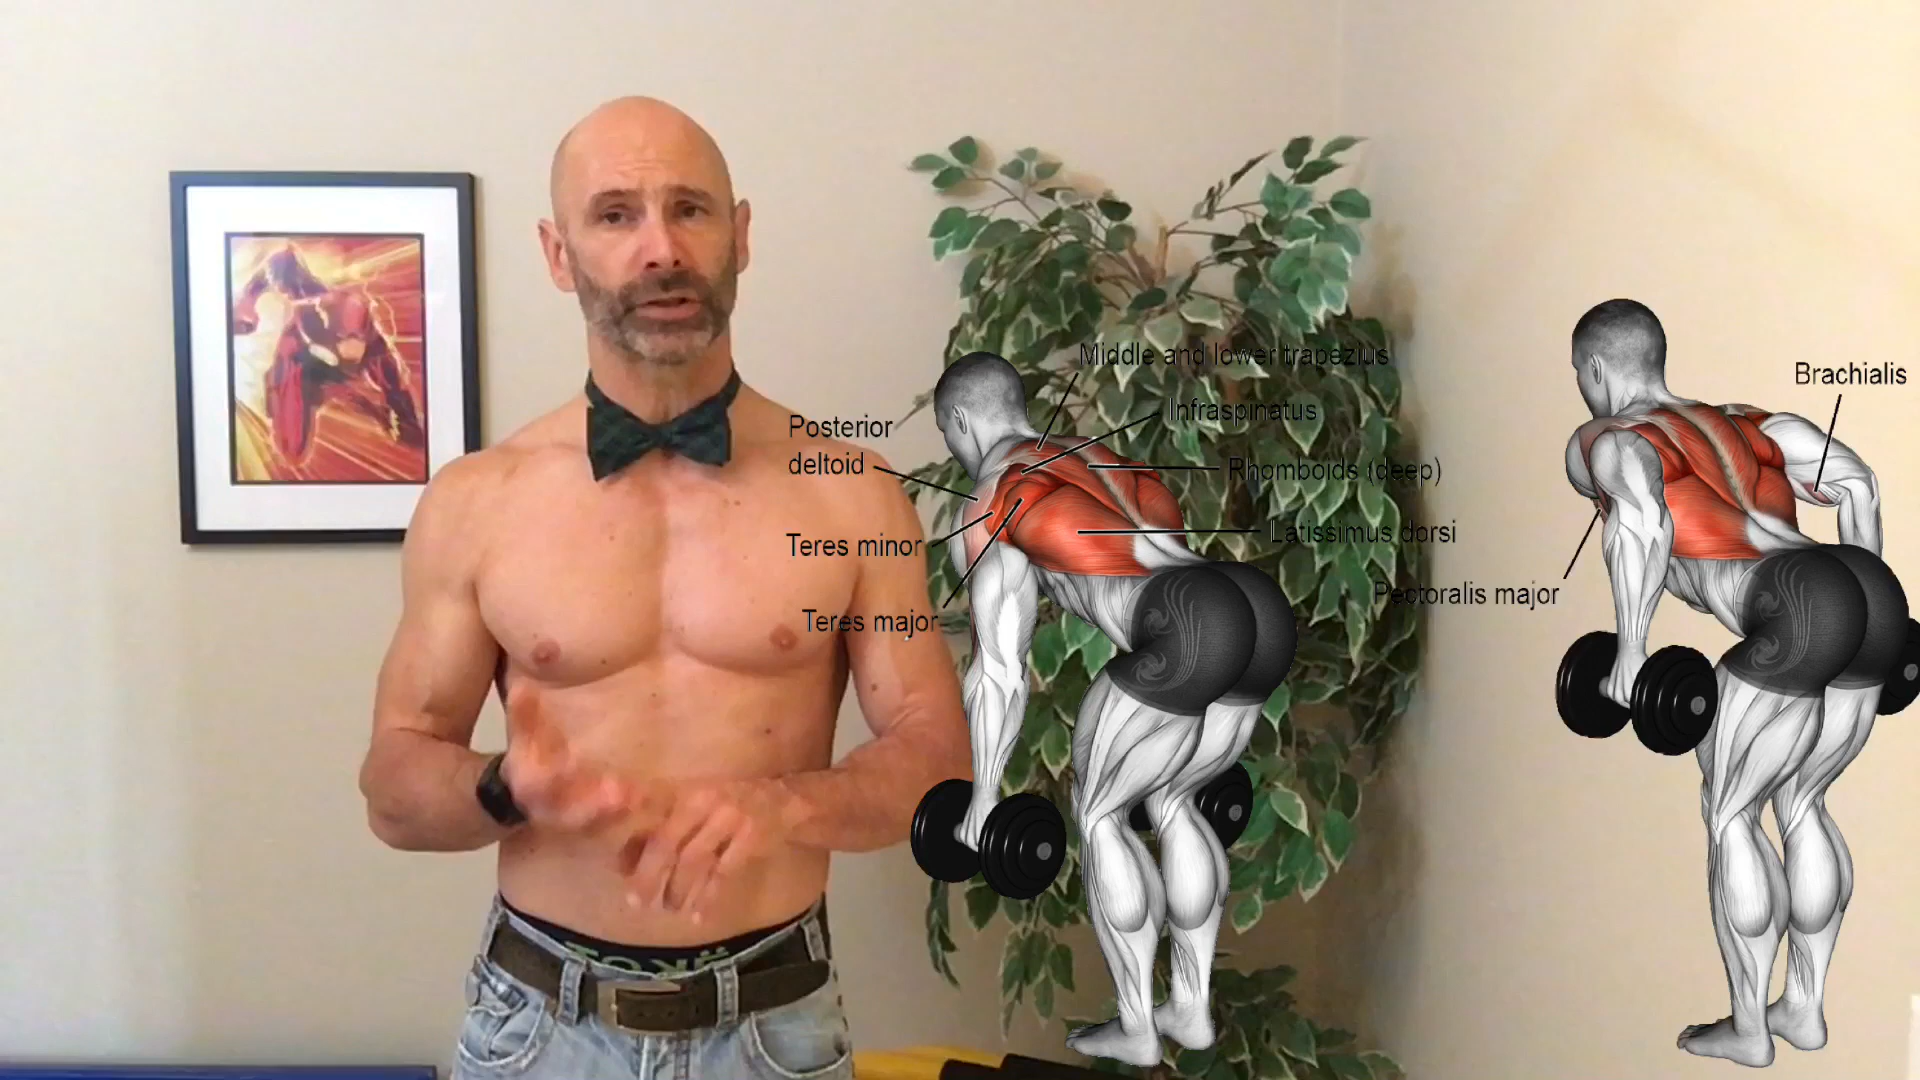 Middle and lower trapezius
Infraspinatus
Posterior
deltoid
Rhomboids (deep)
Latissimus dorsi
Teres minor
Teres major
Brachialis
Pectoralis major